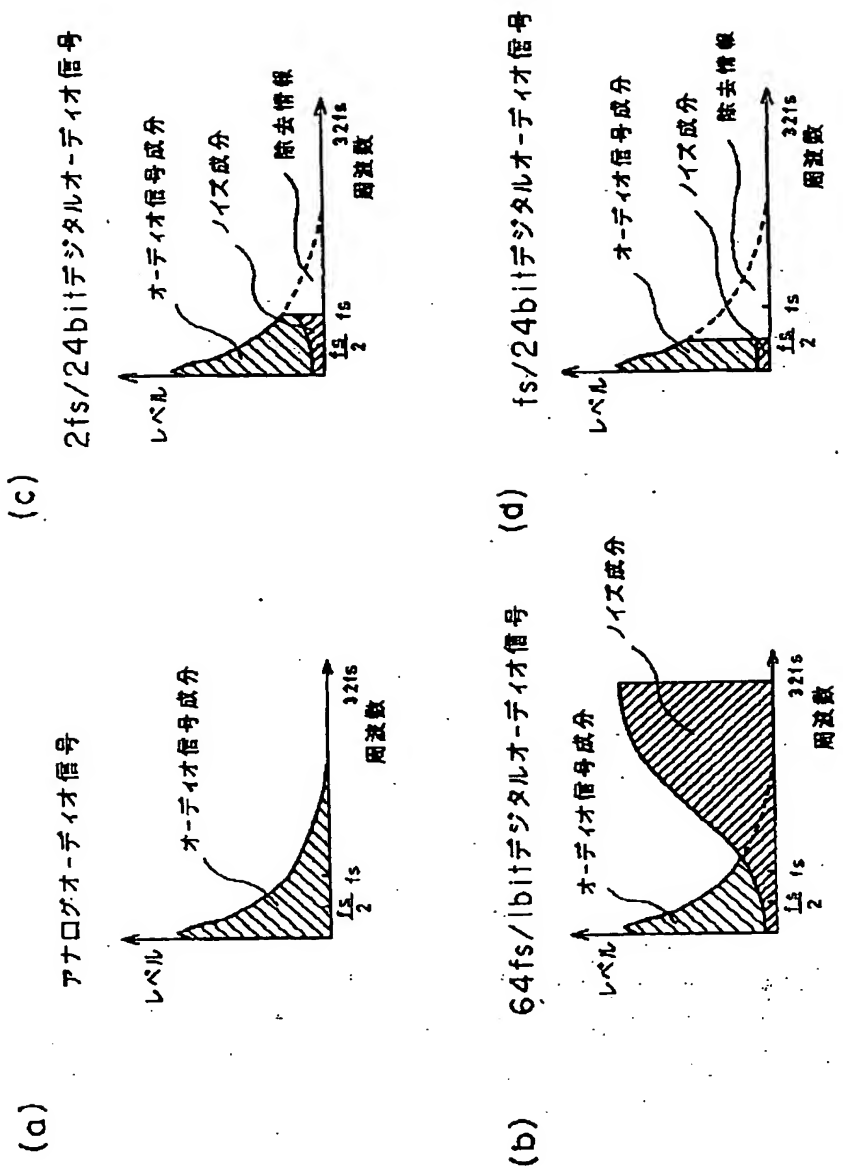 (a)
アナログオーディオ信号
レベル
オーディオ信号成分
fs
2
fs
32fs
周波数
(b)
64fs/1bitデジタルオーディオ信号
レベル
オーディオ信号成分
ノイズ成分
fs
2
fs
32fs
周波数
(c)
2fs/24bitデジタルオーディオ信号
レベル
オーディオ信号成分
ノイズ成分
除去情報
fs
2
fs
32fs
周波数
(d)
fs/24bitデジタルオーディオ信号
レベル
オーディオ信号成分
ノイズ成分
除去情報
fs
2
fs
32fs
周波数